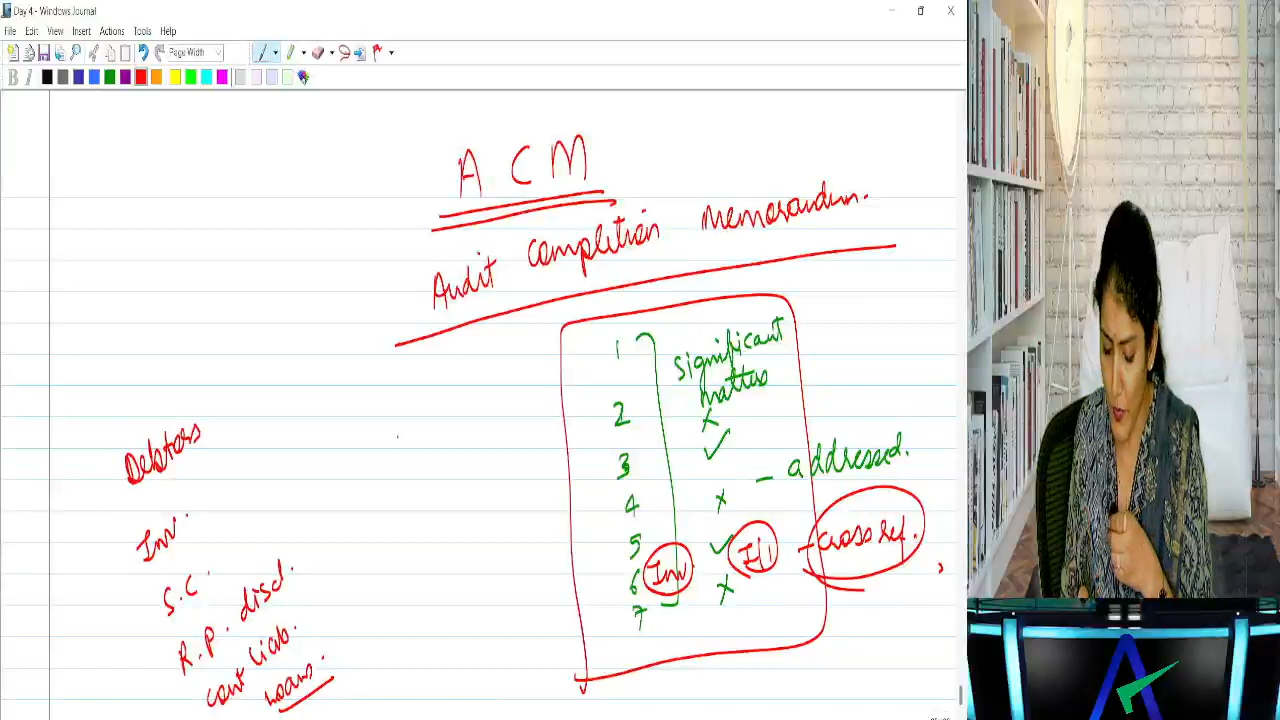 Day 4 - Windows Journal
File Edit View Insert Actions Tools Help
Page Width
B I
A C M
Audit Completion Memorandum.
1 Significant
matters
2 x
3 ✓
- addressed.
4 x
5 ✓
6 Inv x
7
- cross ref.
Debtors
Inv
S.C
R.P. discl.
cont Liab.
Loans.